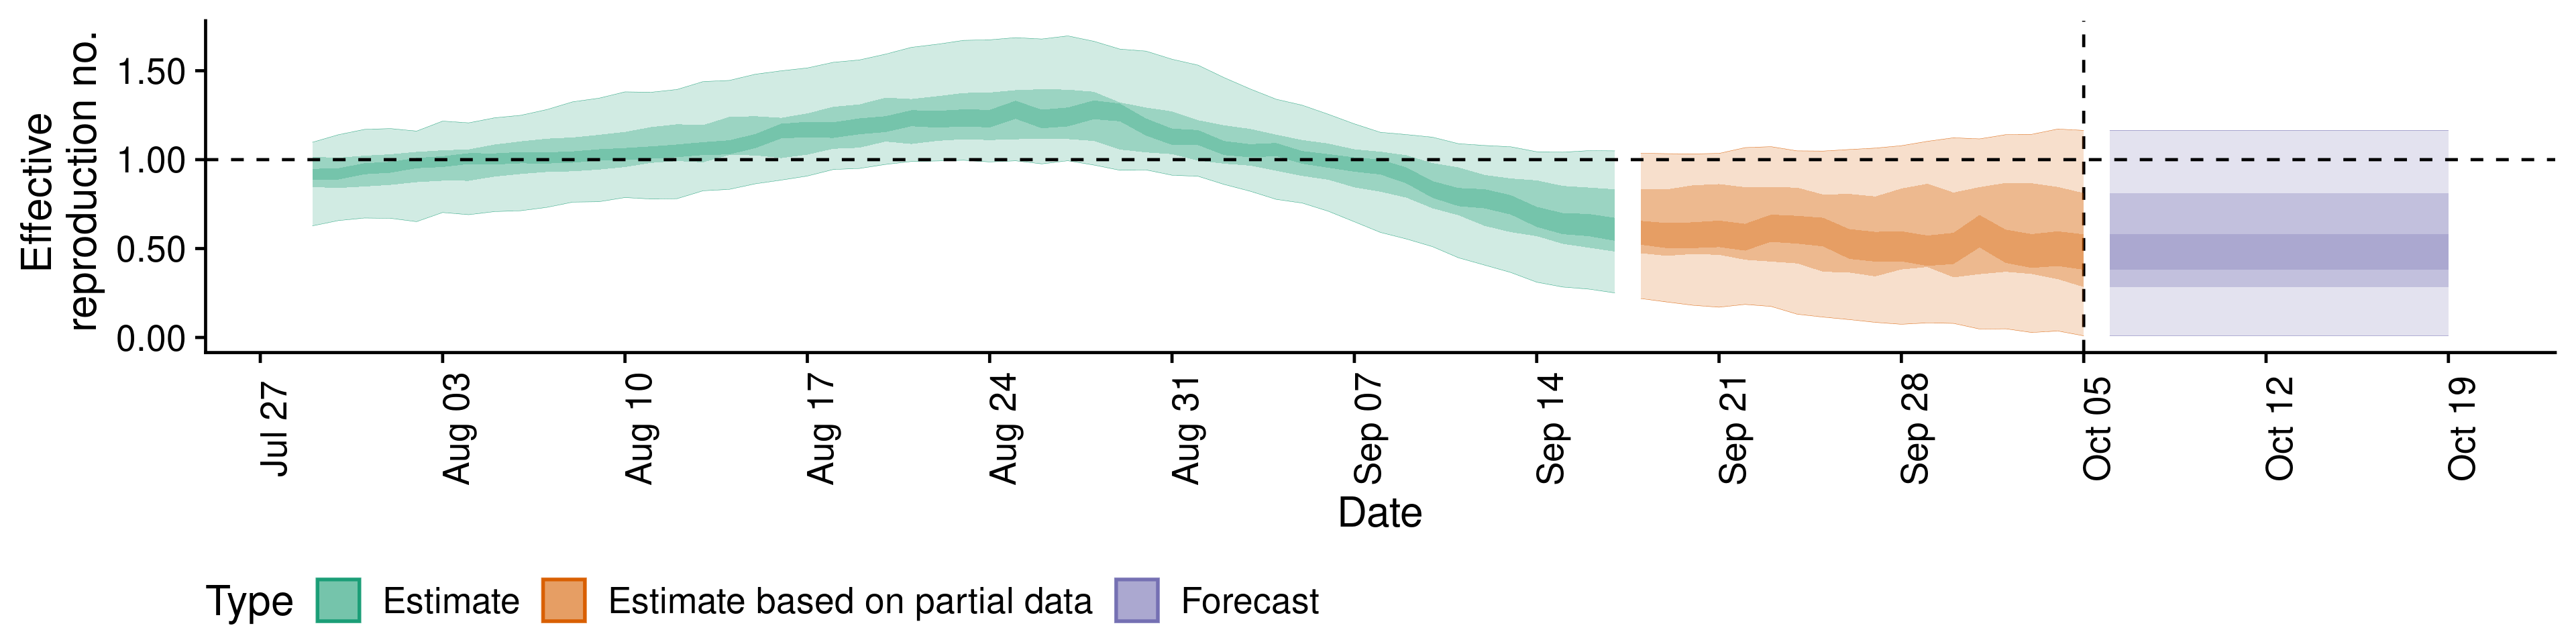 Effective
reproduction no.
1.50
1.00
0.50
0.00
Jul 27
Aug 03
Aug 10
Aug 17
Aug 24
Aug 31
Sep 07
Sep 14
Sep 21
Sep 28
Oct 05
Oct 12
Oct 19
Date
Type Estimate Estimate based on partial data Forecast